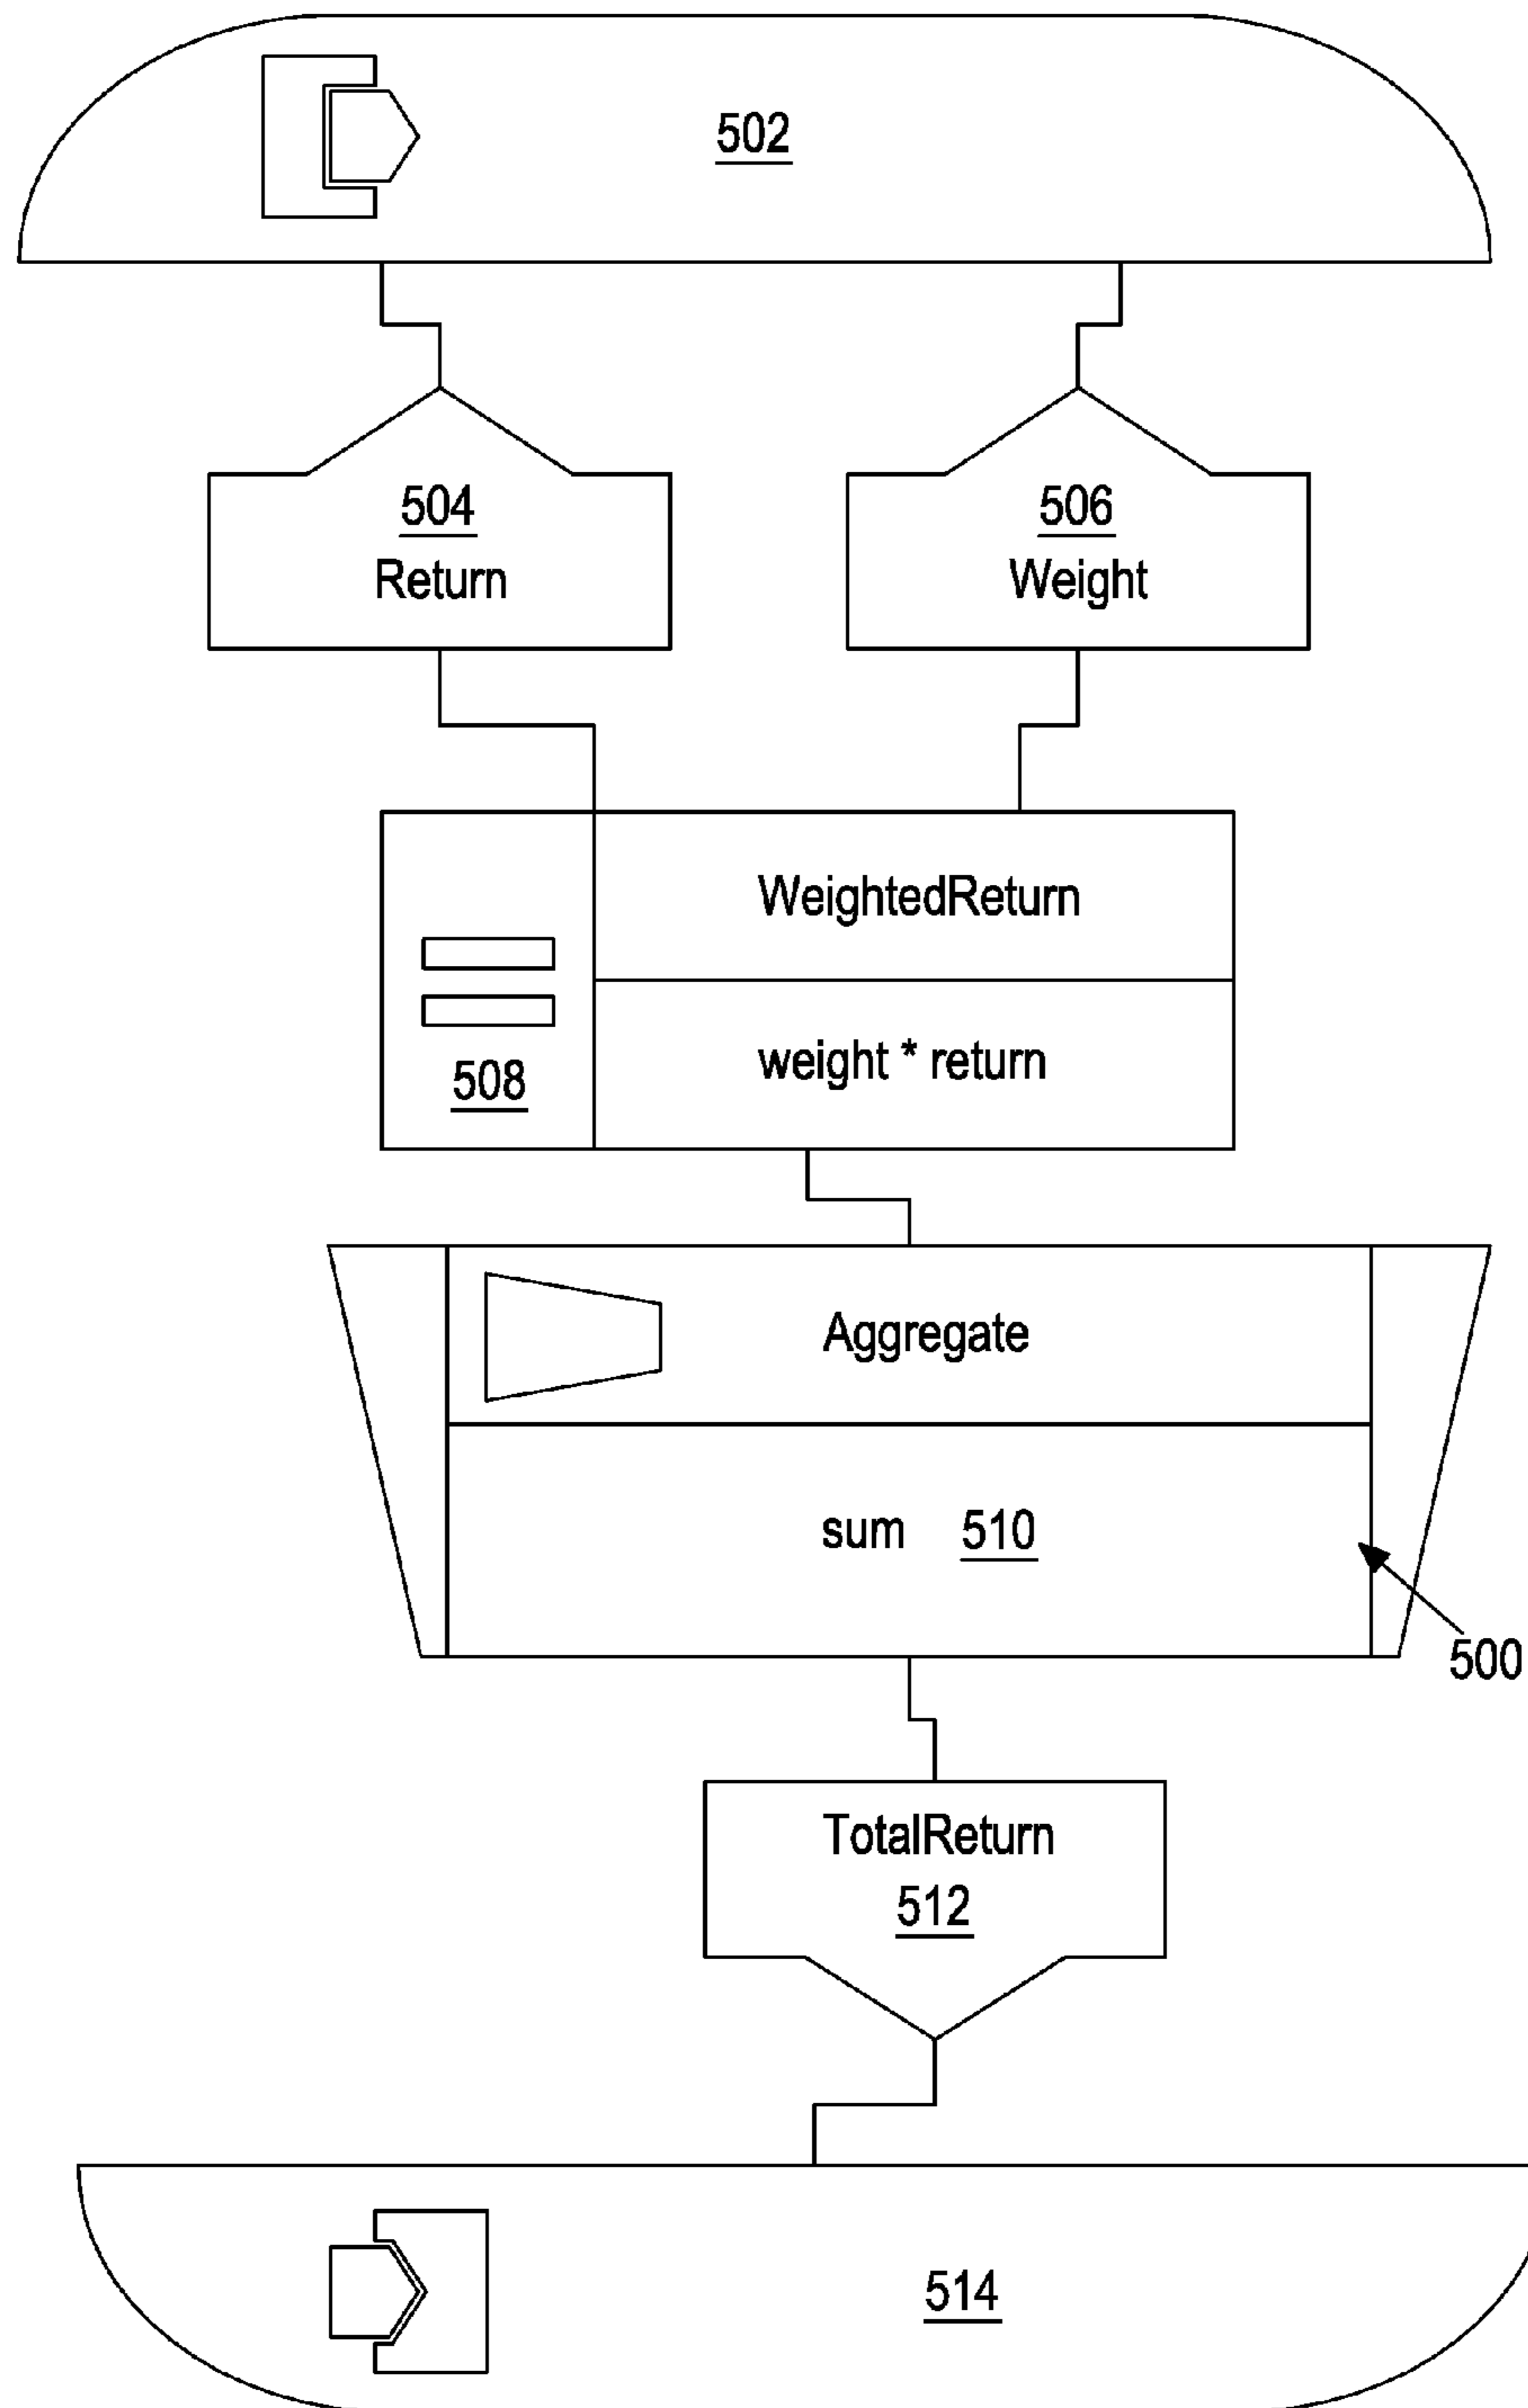 502
504
Return
506
Weight
WeightedReturn
508
weight * return
Aggregate
sum 510
500
TotalReturn
512
514